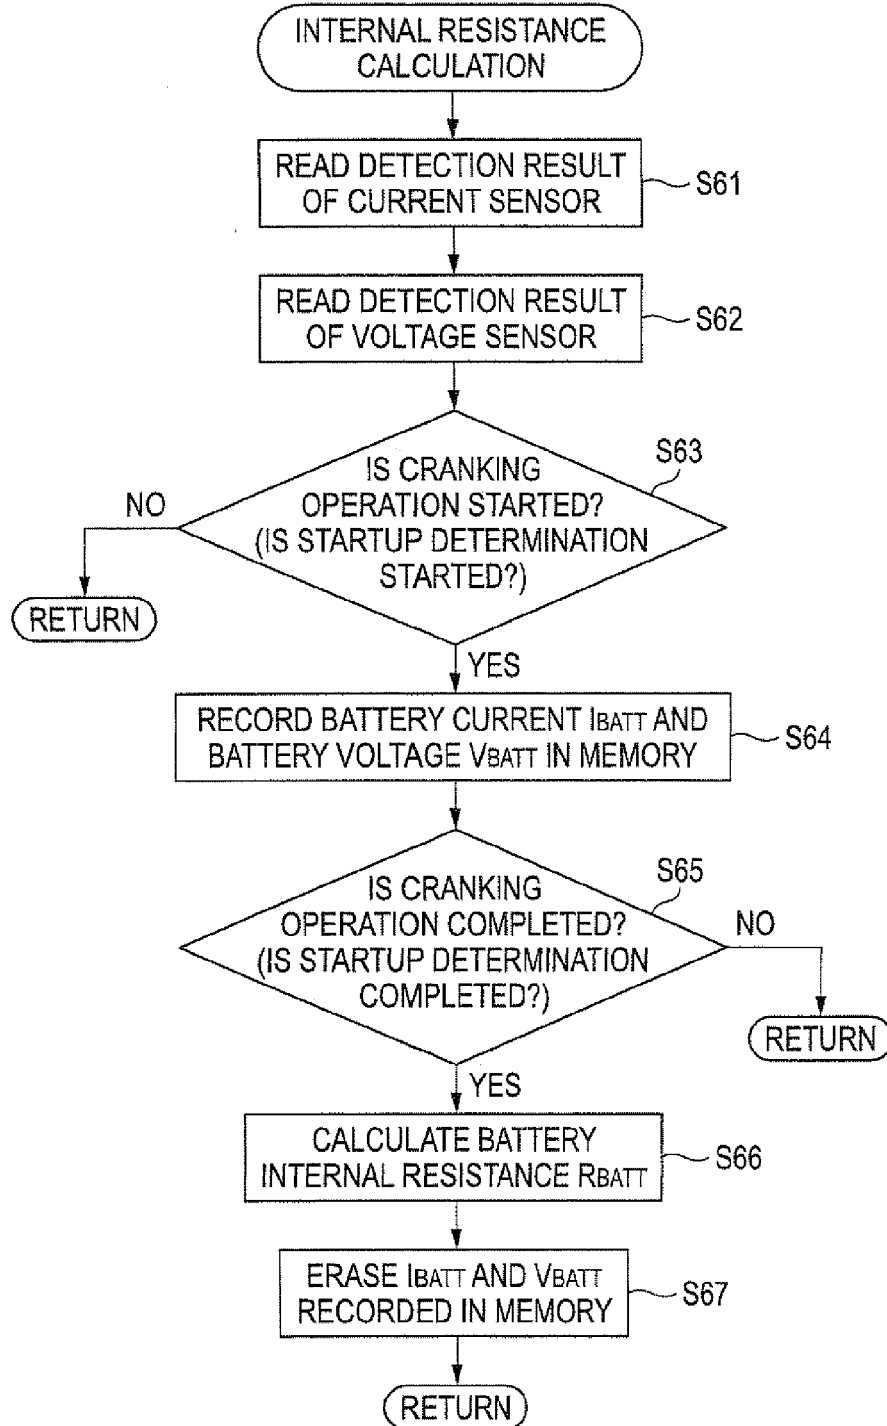 INTERNAL RESISTANCE
CALCULATION
READ DETECTION RESULT
OF CURRENT SENSOR
S61
READ DETECTION RESULT
OF VOLTAGE SENSOR
S62
S63
IS CRANKING
OPERATION STARTED?
(IS STARTUP DETERMINATION
STARTED?)
NO
RETURN
YES
RECORD BATTERY CURRENT IBATT AND
BATTERY VOLTAGE VBATT IN MEMORY
S64
S65
IS CRANKING
OPERATION COMPLETED?
(IS STARTUP DETERMINATION
COMPLETED?)
NO
RETURN
YES
CALCULATE BATTERY
INTERNAL RESISTANCE RBATT
S66
ERASE IBATT AND VBATT
RECORDED IN MEMORY
S67
RETURN